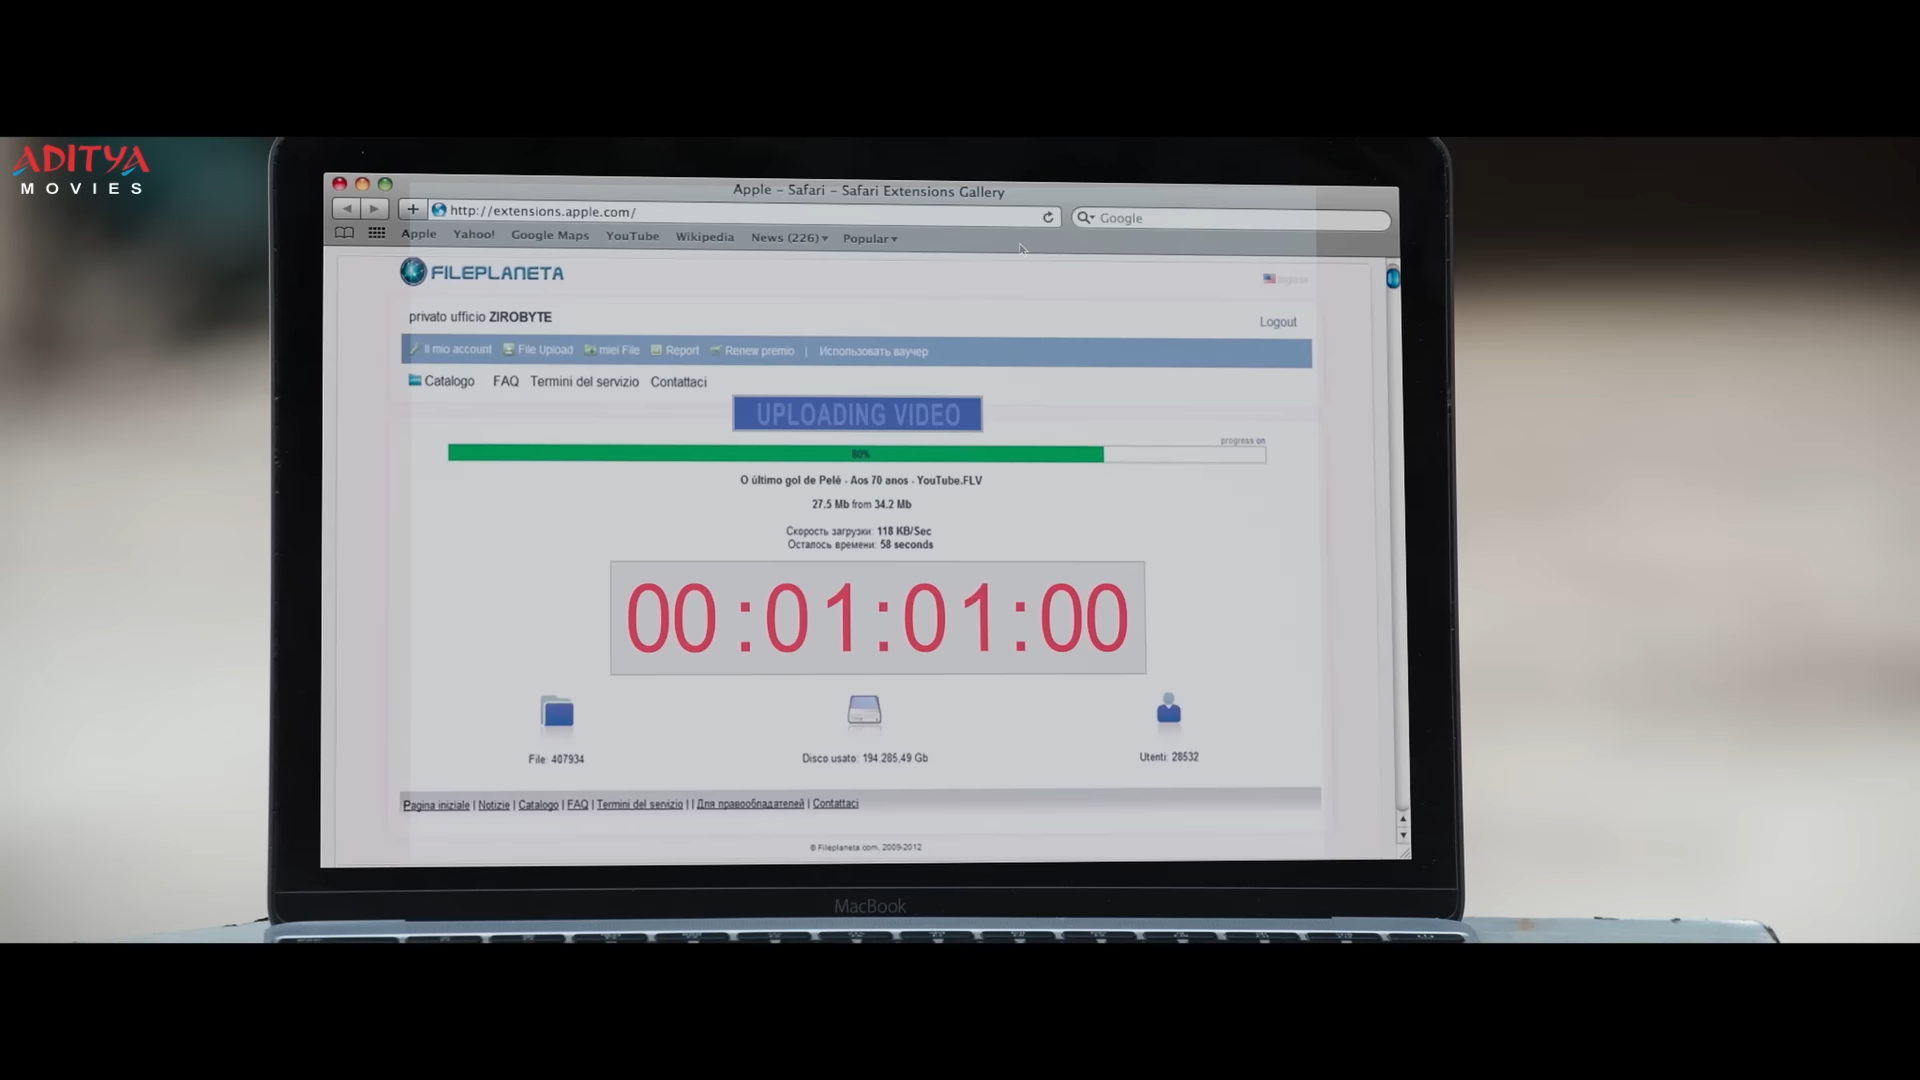 ADITYA
MOVIES
Apple – Safari – Safari Extensions Gallery
http://extensions.apple.com/
Google
Apple Yahoo! Google Maps YouTube Wikipedia News (226)▾ Popular▾
FILEPLANETA
Inglese
privato ufficio ZIROBYTE
Logout
Il mio account File Upload miei File Report Renew premio | Использовать ваучер
Catalogo FAQ Termini del servizio Contattaci
UPLOADING VIDEO
progress on
80%
O último gol de Pelé - Aos 70 anos - YouTube.FLV
27.5 Mb from 34.2 Mb
Скорость загрузки: 118 KB/Sec
Осталось времени: 58 seconds
00:01:01:00
File: 407934
Disco usato: 194.285,49 Gb
Utenti: 28532
Pagina iniziale | Notizie | Catalogo | FAQ | Termini del servizio | | Для правообладателей | Contattaci
© Fileplaneta.com, 2009-2012
MacBook